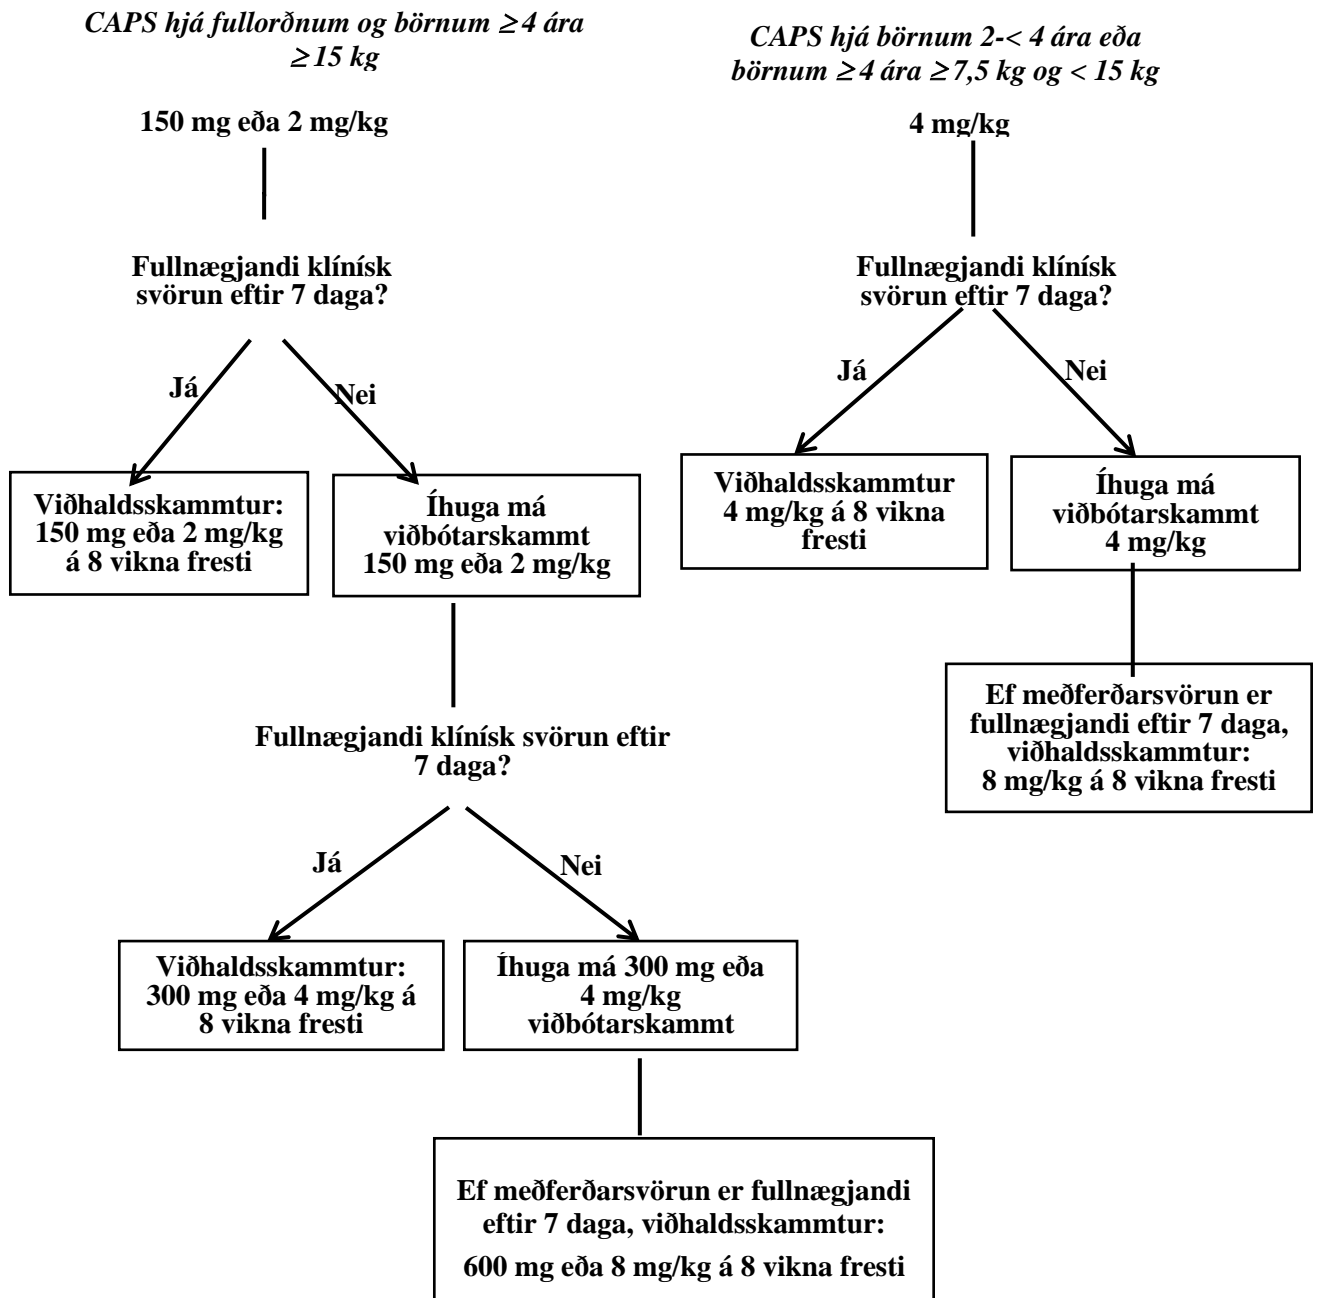 CAPS hjá fullorðnum og börnum ≥ 4 ára
≥ 15 kg
150 mg eða 2 mg/kg
Fullnægjandi klínísk
svörun eftir 7 daga?
Já
Nei
Viðhaldsskammtur:
150 mg eða 2 mg/kg
á 8 vikna fresti
Íhuga má
viðbótarskammt
150 mg eða 2 mg/kg
Fullnægjandi klínísk svörun eftir
7 daga?
Já
Nei
Viðhaldsskammtur:
300 mg eða 4 mg/kg á
8 vikna fresti
Íhuga má 300 mg eða
4 mg/kg
viðbótarskammt
Ef meðferðarsvörun er fullnægjandi
eftir 7 daga, viðhaldsskammtur:
600 mg eða 8 mg/kg á 8 vikna fresti
CAPS hjá börnum 2-< 4 ára eða
börnum ≥ 4 ára ≥ 7,5 kg og < 15 kg
4 mg/kg
Fullnægjandi klínísk
svörun eftir 7 daga?
Já
Nei
Viðhaldsskammtur
4 mg/kg á 8 vikna
fresti
Íhuga má
viðbótarskammt
4 mg/kg
Ef meðferðarsvörun er
fullnægjandi eftir 7 daga,
viðhaldsskammtur:
8 mg/kg á 8 vikna fresti